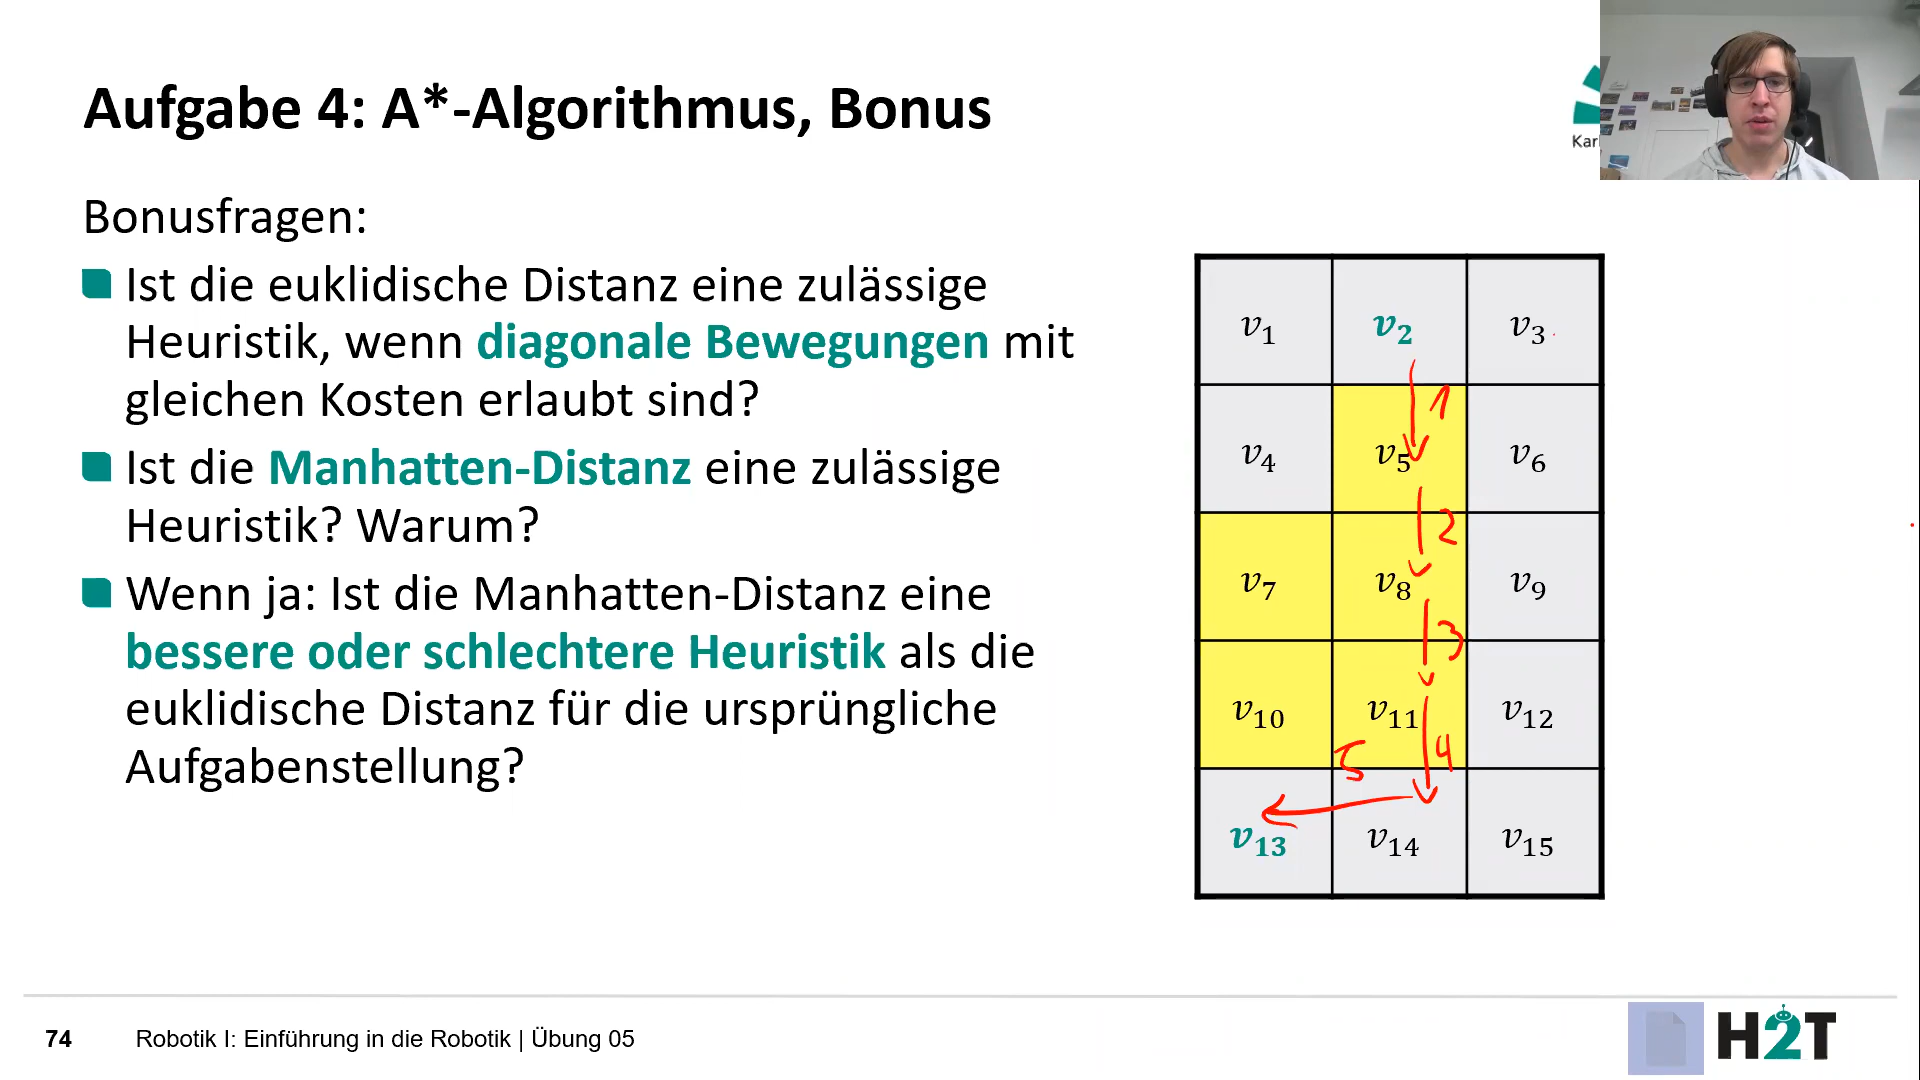 Aufgabe 4: A*-Algorithmus, Bonus
Kar
Bonusfragen:
Ist die euklidische Distanz eine zulässige
Heuristik, wenn diagonale Bewegungen mit
gleichen Kosten erlaubt sind?
Ist die Manhatten-Distanz eine zulässige
Heuristik? Warum?
Wenn ja: Ist die Manhatten-Distanz eine
bessere oder schlechtere Heuristik als die
euklidische Distanz für die ursprüngliche
Aufgabenstellung?
v₁ v₂ v₃
1
v₄ v₅ v₆
2
v₇ v₈ v₉
3
v₁₀ v₁₁ v₁₂
5 4
v₁₃ v₁₄ v₁₅
74 Robotik I: Einführung in die Robotik | Übung 05
H2T